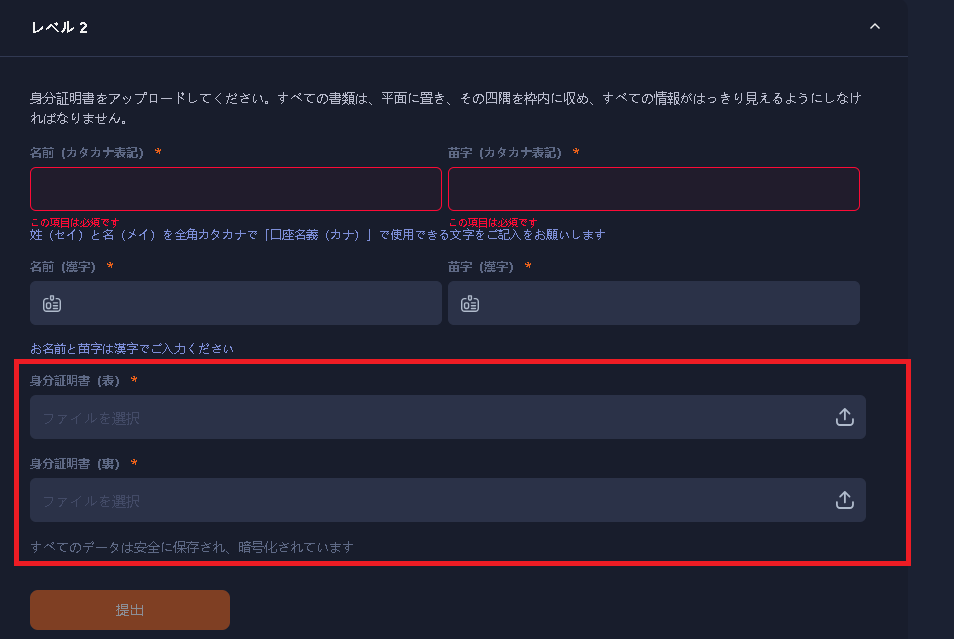 レベル 2
身分証明書をアップロードしてください。すべての書類は、平面に置き、その四隅を枠内に収め、すべての情報がはっきり見えるようにしなけ
ればなりません。
名前（カタカナ表記） *
苗字（カタカナ表記） *
この項目は必須です
この項目は必須です
姓（セイ）と名（メイ）を全角カタカナで「口座名義（カナ）」で使用できる文字をご記入をお願いします
名前（漢字） *
苗字（漢字） *
お名前と苗字は漢字でご入力ください
身分証明書（表） *
ファイルを選択
身分証明書（裏） *
ファイルを選択
すべてのデータは安全に保存され、暗号化されています
提出